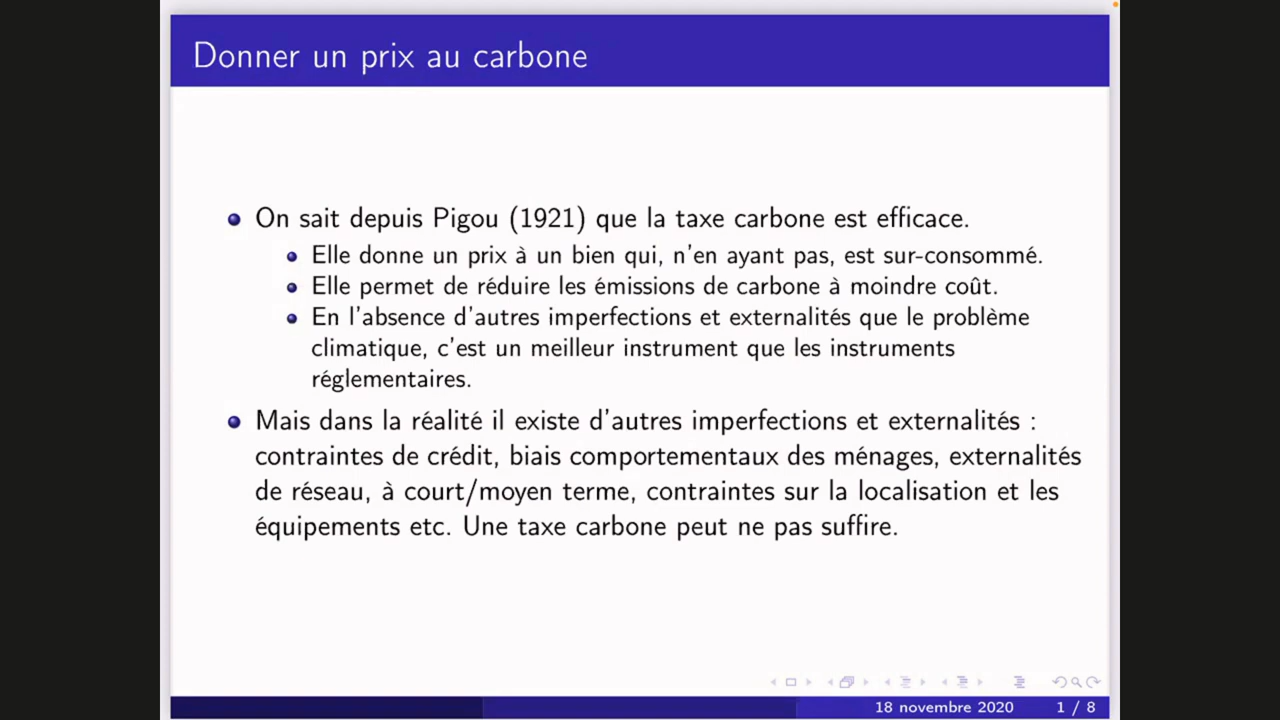 Donner un prix au carbone
On sait depuis Pigou (1921) que la taxe carbone est efficace.
Elle donne un prix à un bien qui, n'en ayant pas, est sur-consommé.
Elle permet de réduire les émissions de carbone à moindre coût.
En l'absence d'autres imperfections et externalités que le problème
climatique, c'est un meilleur instrument que les instruments
réglementaires.
Mais dans la réalité il existe d'autres imperfections et externalités :
contraintes de crédit, biais comportementaux des ménages, externalités
de réseau, à court/moyen terme, contraintes sur la localisation et les
équipements etc. Une taxe carbone peut ne pas suffire.
18 novembre 2020 1 / 8